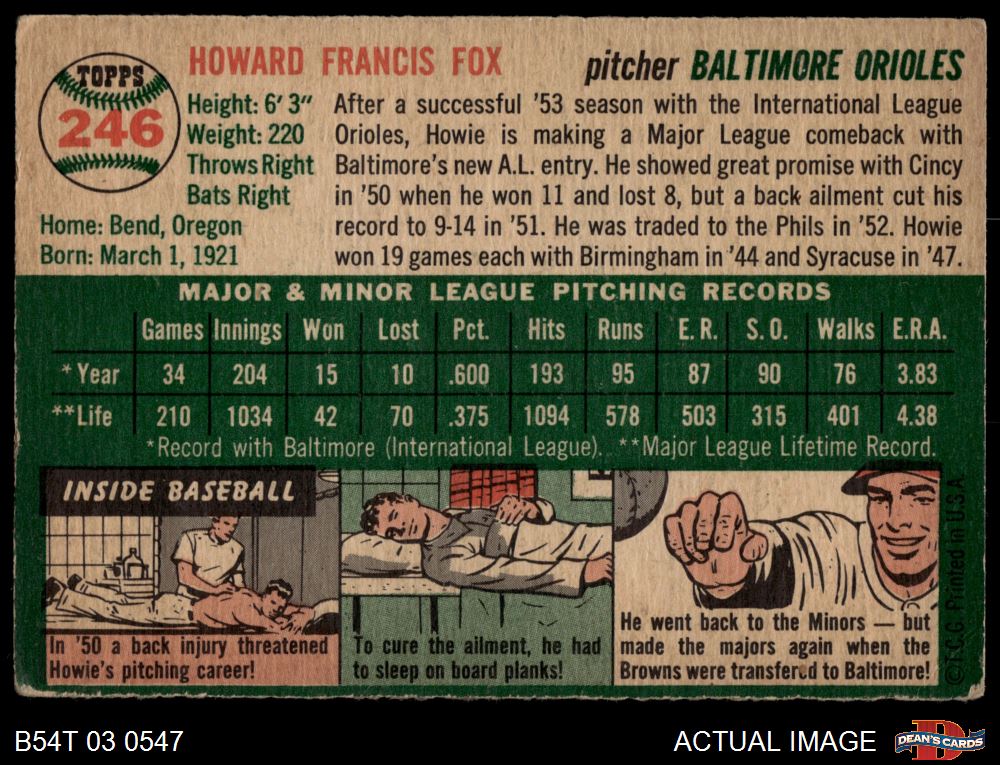 TOPPS
246
HOWARD FRANCIS FOX
pitcher BALTIMORE ORIOLES
Height: 6' 3"
Weight: 220
Throws Right
Bats Right
Home: Bend, Oregon
Born: March 1, 1921
After a successful '53 season with the International League
Orioles, Howie is making a Major League comeback with
Baltimore's new A.L. entry. He showed great promise with Cincy
in '50 when he won 11 and lost 8, but a back ailment cut his
record to 9-14 in '51. He was traded to the Phils in '52. Howie
won 19 games each with Birmingham in '44 and Syracuse in '47.
MAJOR & MINOR LEAGUE PITCHING RECORDS
Games Innings Won Lost Pct. Hits Runs E.R. S.O. Walks E.R.A.
*Year 34 204 15 10 .600 193 95 87 90 76 3.83
**Life 210 1034 42 70 .375 1094 578 503 315 401 4.38
*Record with Baltimore (International League). **Major League Lifetime Record.
INSIDE BASEBALL
In '50 a back injury threatened
Howie's pitching career!
To cure the ailment, he had
to sleep on board planks!
He went back to the Minors — but
made the majors again when the
Browns were transferred to Baltimore!
© T.C.G. Printed in U.S.A.
B54T 03 0547
ACTUAL IMAGE
DEAN'S CARDS